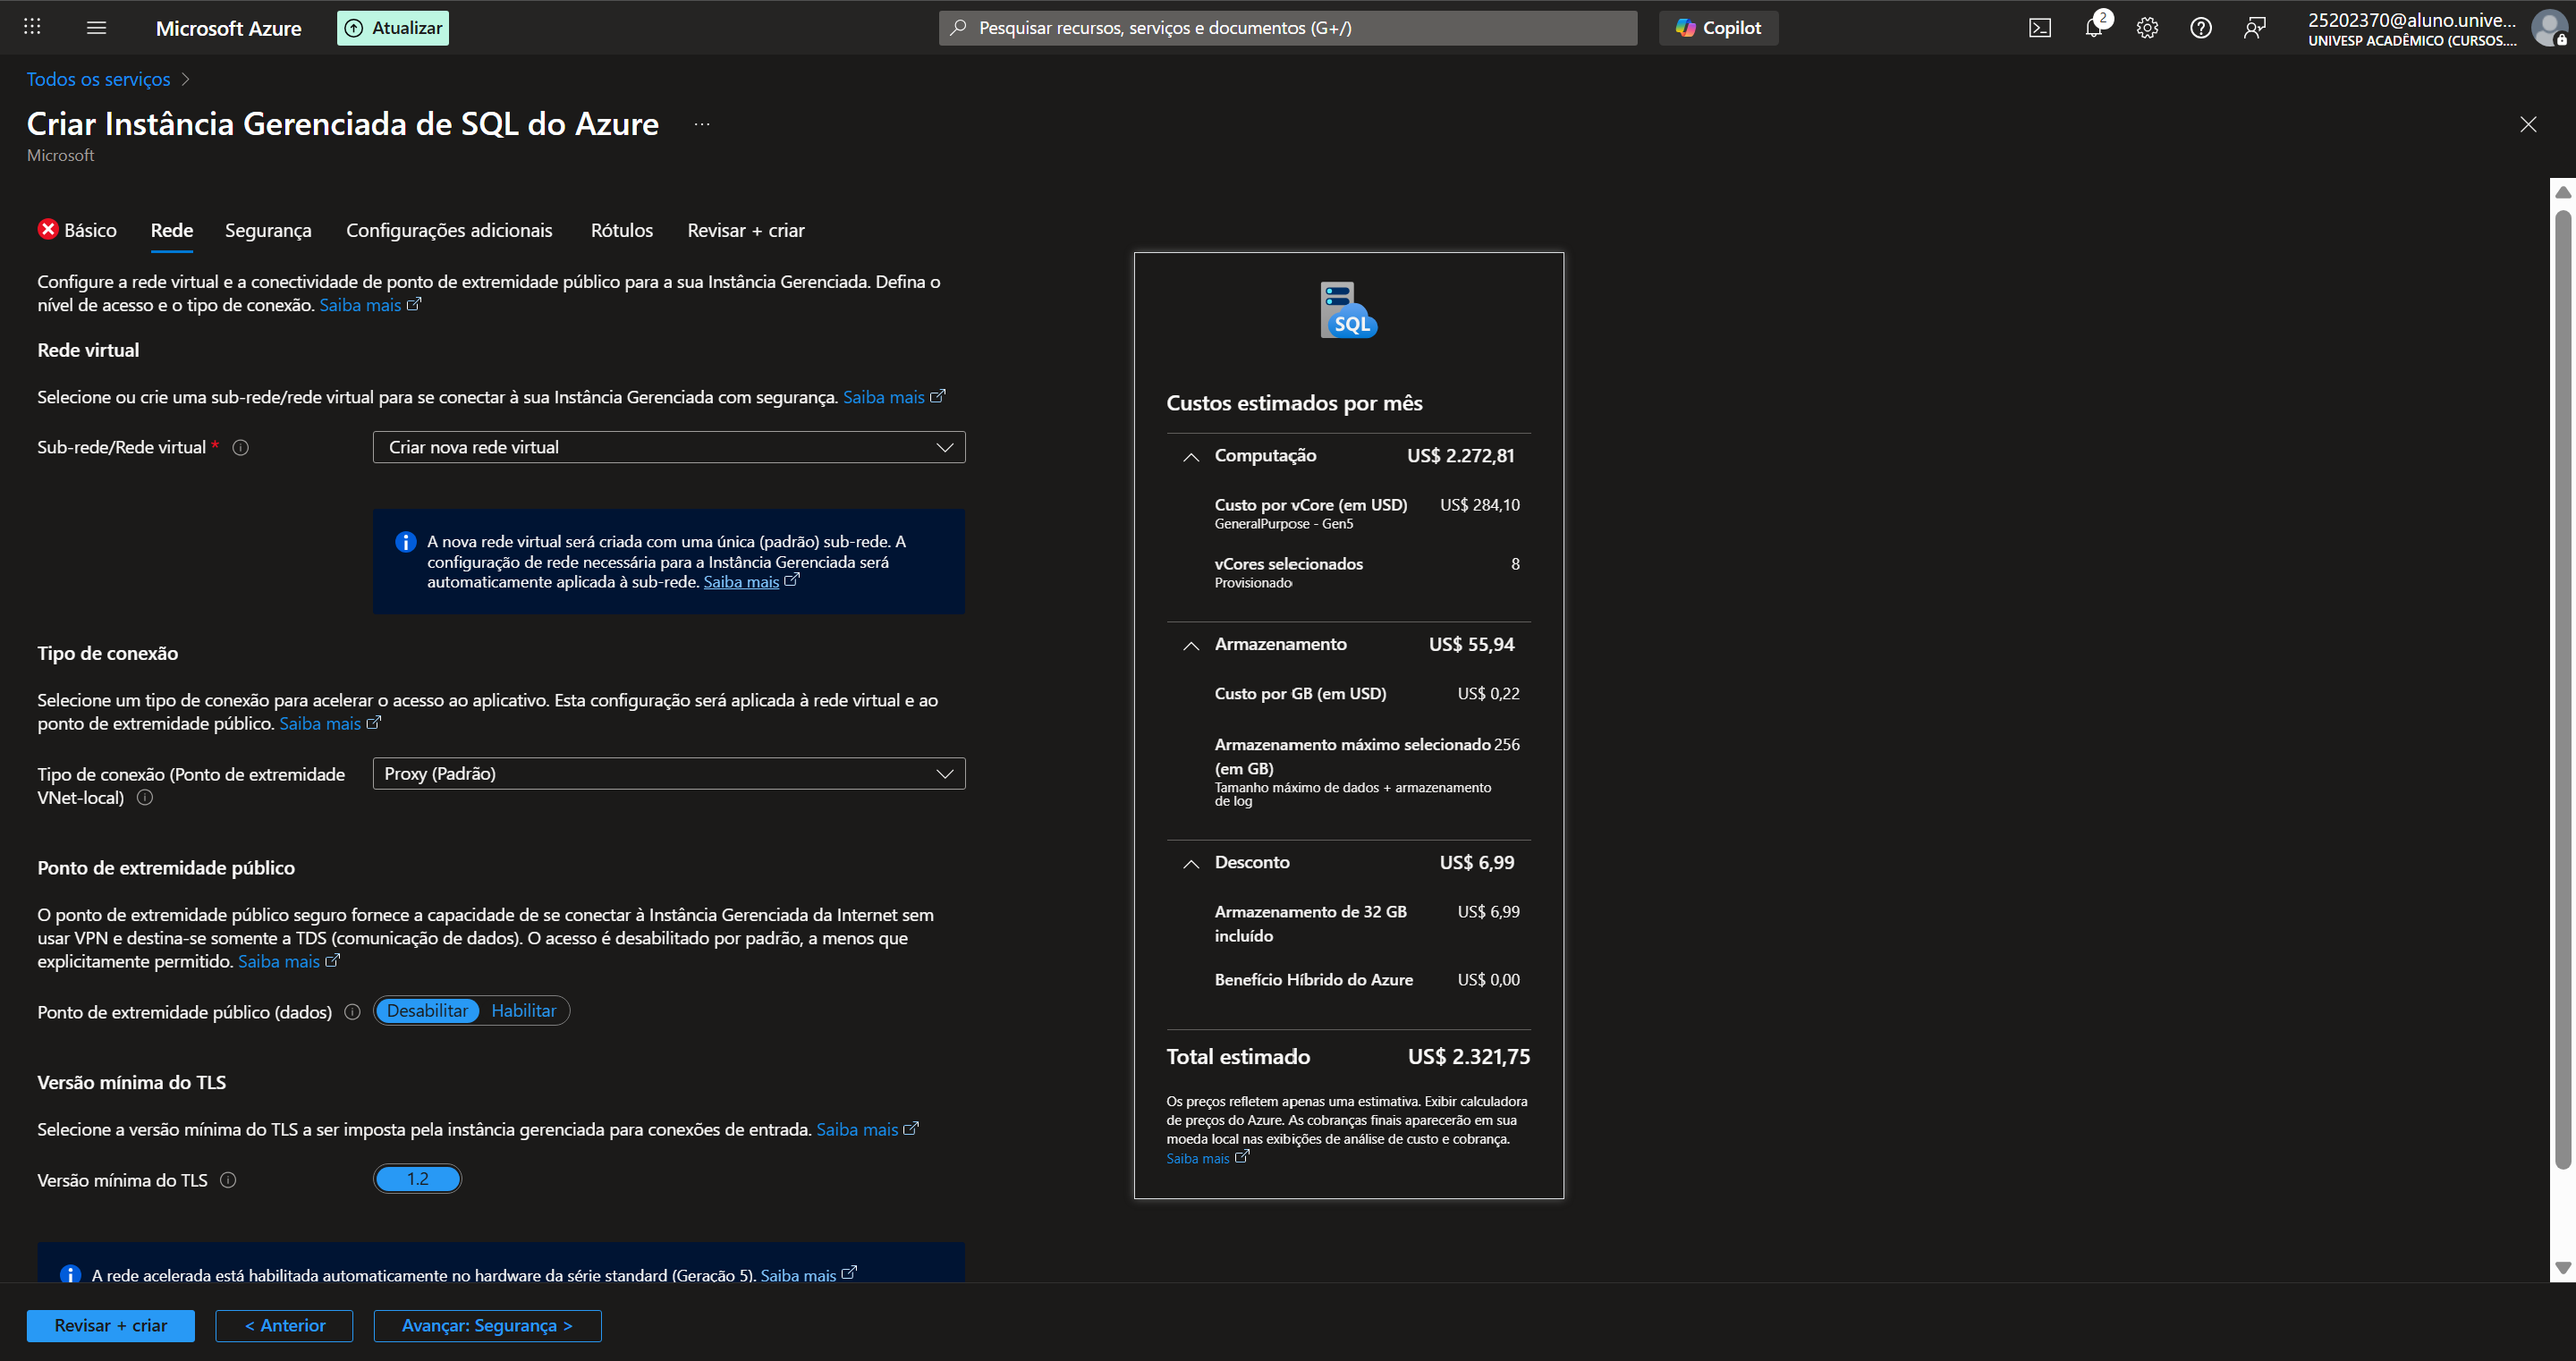 Microsoft Azure
Atualizar
Pesquisar recursos, serviços e documentos (G+/)
Copilot
2
25202370@aluno.unive...
UNIVESP ACADÊMICO (CURSOS....
Todos os serviços
Criar Instância Gerenciada de SQL do Azure ...
Microsoft
Básico
Rede
Segurança
Configurações adicionais
Rótulos
Revisar + criar
Configure a rede virtual e a conectividade de ponto de extremidade público para a sua Instância Gerenciada. Defina o
nível de acesso e o tipo de conexão. Saiba mais
Rede virtual
Selecione ou crie uma sub-rede/rede virtual para se conectar à sua Instância Gerenciada com segurança. Saiba mais
Sub-rede/Rede virtual *
Criar nova rede virtual
A nova rede virtual será criada com uma única (padrão) sub-rede. A
configuração de rede necessária para a Instância Gerenciada será
automaticamente aplicada à sub-rede. Saiba mais
Tipo de conexão
Selecione um tipo de conexão para acelerar o acesso ao aplicativo. Esta configuração será aplicada à rede virtual e ao
ponto de extremidade público. Saiba mais
Tipo de conexão (Ponto de extremidade
VNet-local)
Proxy (Padrão)
Ponto de extremidade público
O ponto de extremidade público seguro fornece a capacidade de se conectar à Instância Gerenciada da Internet sem
usar VPN e destina-se somente a TDS (comunicação de dados). O acesso é desabilitado por padrão, a menos que
explicitamente permitido. Saiba mais
Ponto de extremidade público (dados)
Desabilitar Habilitar
Versão mínima do TLS
Selecione a versão mínima do TLS a ser imposta pela instância gerenciada para conexões de entrada. Saiba mais
Versão mínima do TLS
1.2
A rede acelerada está habilitada automaticamente no hardware da série standard (Geração 5). Saiba mais
SQL
Custos estimados por mês
Computação US$ 2.272,81
Custo por vCore (em USD) US$ 284,10
GeneralPurpose - Gen5
vCores selecionados 8
Provisionado
Armazenamento US$ 55,94
Custo por GB (em USD) US$ 0,22
Armazenamento máximo selecionado 256
(em GB)
Tamanho máximo de dados + armazenamento
de log
Desconto US$ 6,99
Armazenamento de 32 GB US$ 6,99
incluído
Benefício Híbrido do Azure US$ 0,00
Total estimado US$ 2.321,75
Os preços refletem apenas uma estimativa. Exibir calculadora
de preços do Azure. As cobranças finais aparecerão em sua
moeda local nas exibições de análise de custo e cobrança.
Saiba mais
Revisar + criar
< Anterior
Avançar: Segurança >